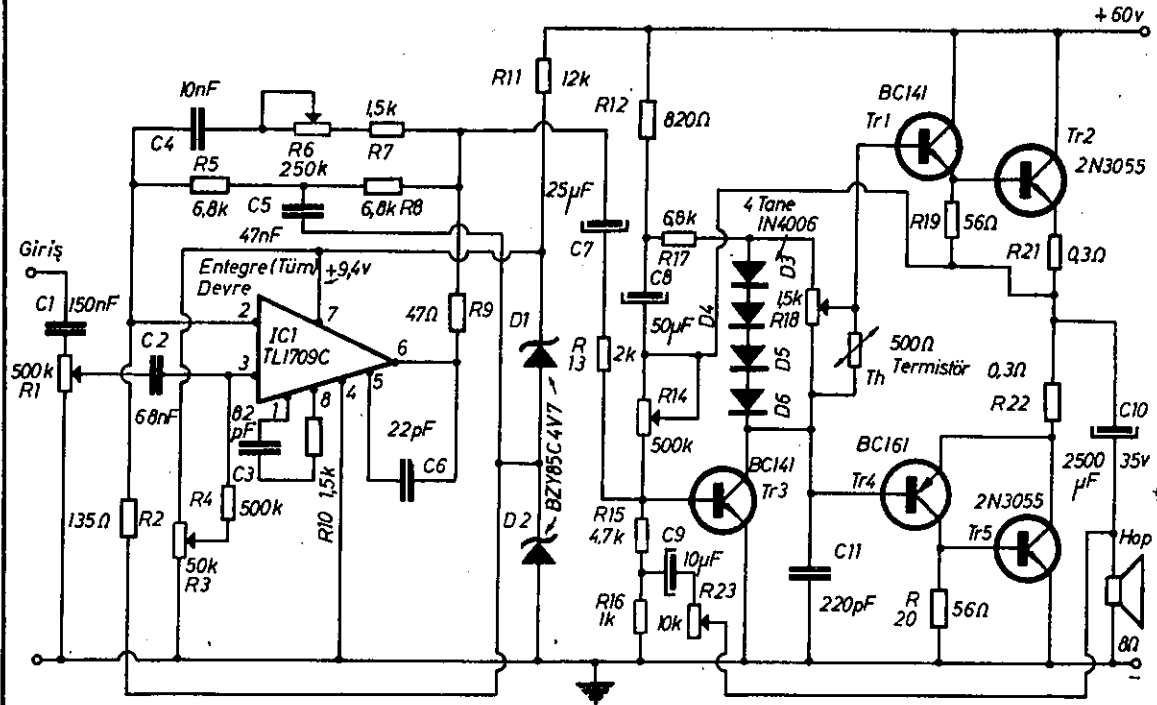 +60v
R11
12k
10nF
C4
R6
250k
1,5k
R7
R5
6,8k
C5
47nF
6,8k R8
R12
820Ω
BC141
Tr1
Tr2
2N3055
25µF
C7
6,8k
R17
4 Tane
1N4006
D3
D4
D5
D6
R19
56Ω
R21
0,3Ω
Giriş
C1
150nF
Entegre (Tüm)
Devre
+9,4v
2
7
IC1
TL1709C
3
6
1
8
4
5
47Ω
R9
D1
C8
50µF
1,5k
R18
500Ω
Termistör
Th
C2
68nF
500k
R1
R
13
2k
R14
500k
0,3Ω
R22
C10
2500
µF
35v
82
pF
C3
1,5k
R10
22pF
C6
BZY85C4V7
BC141
Tr3
BC161
Tr4
2N3055
Tr5
Hop
R4
500k
135Ω
R2
50k
R3
D2
R15
4,7k
C9
10µF
R23
10k
R16
1k
C11
220pF
R
20
56Ω
8Ω
-
+